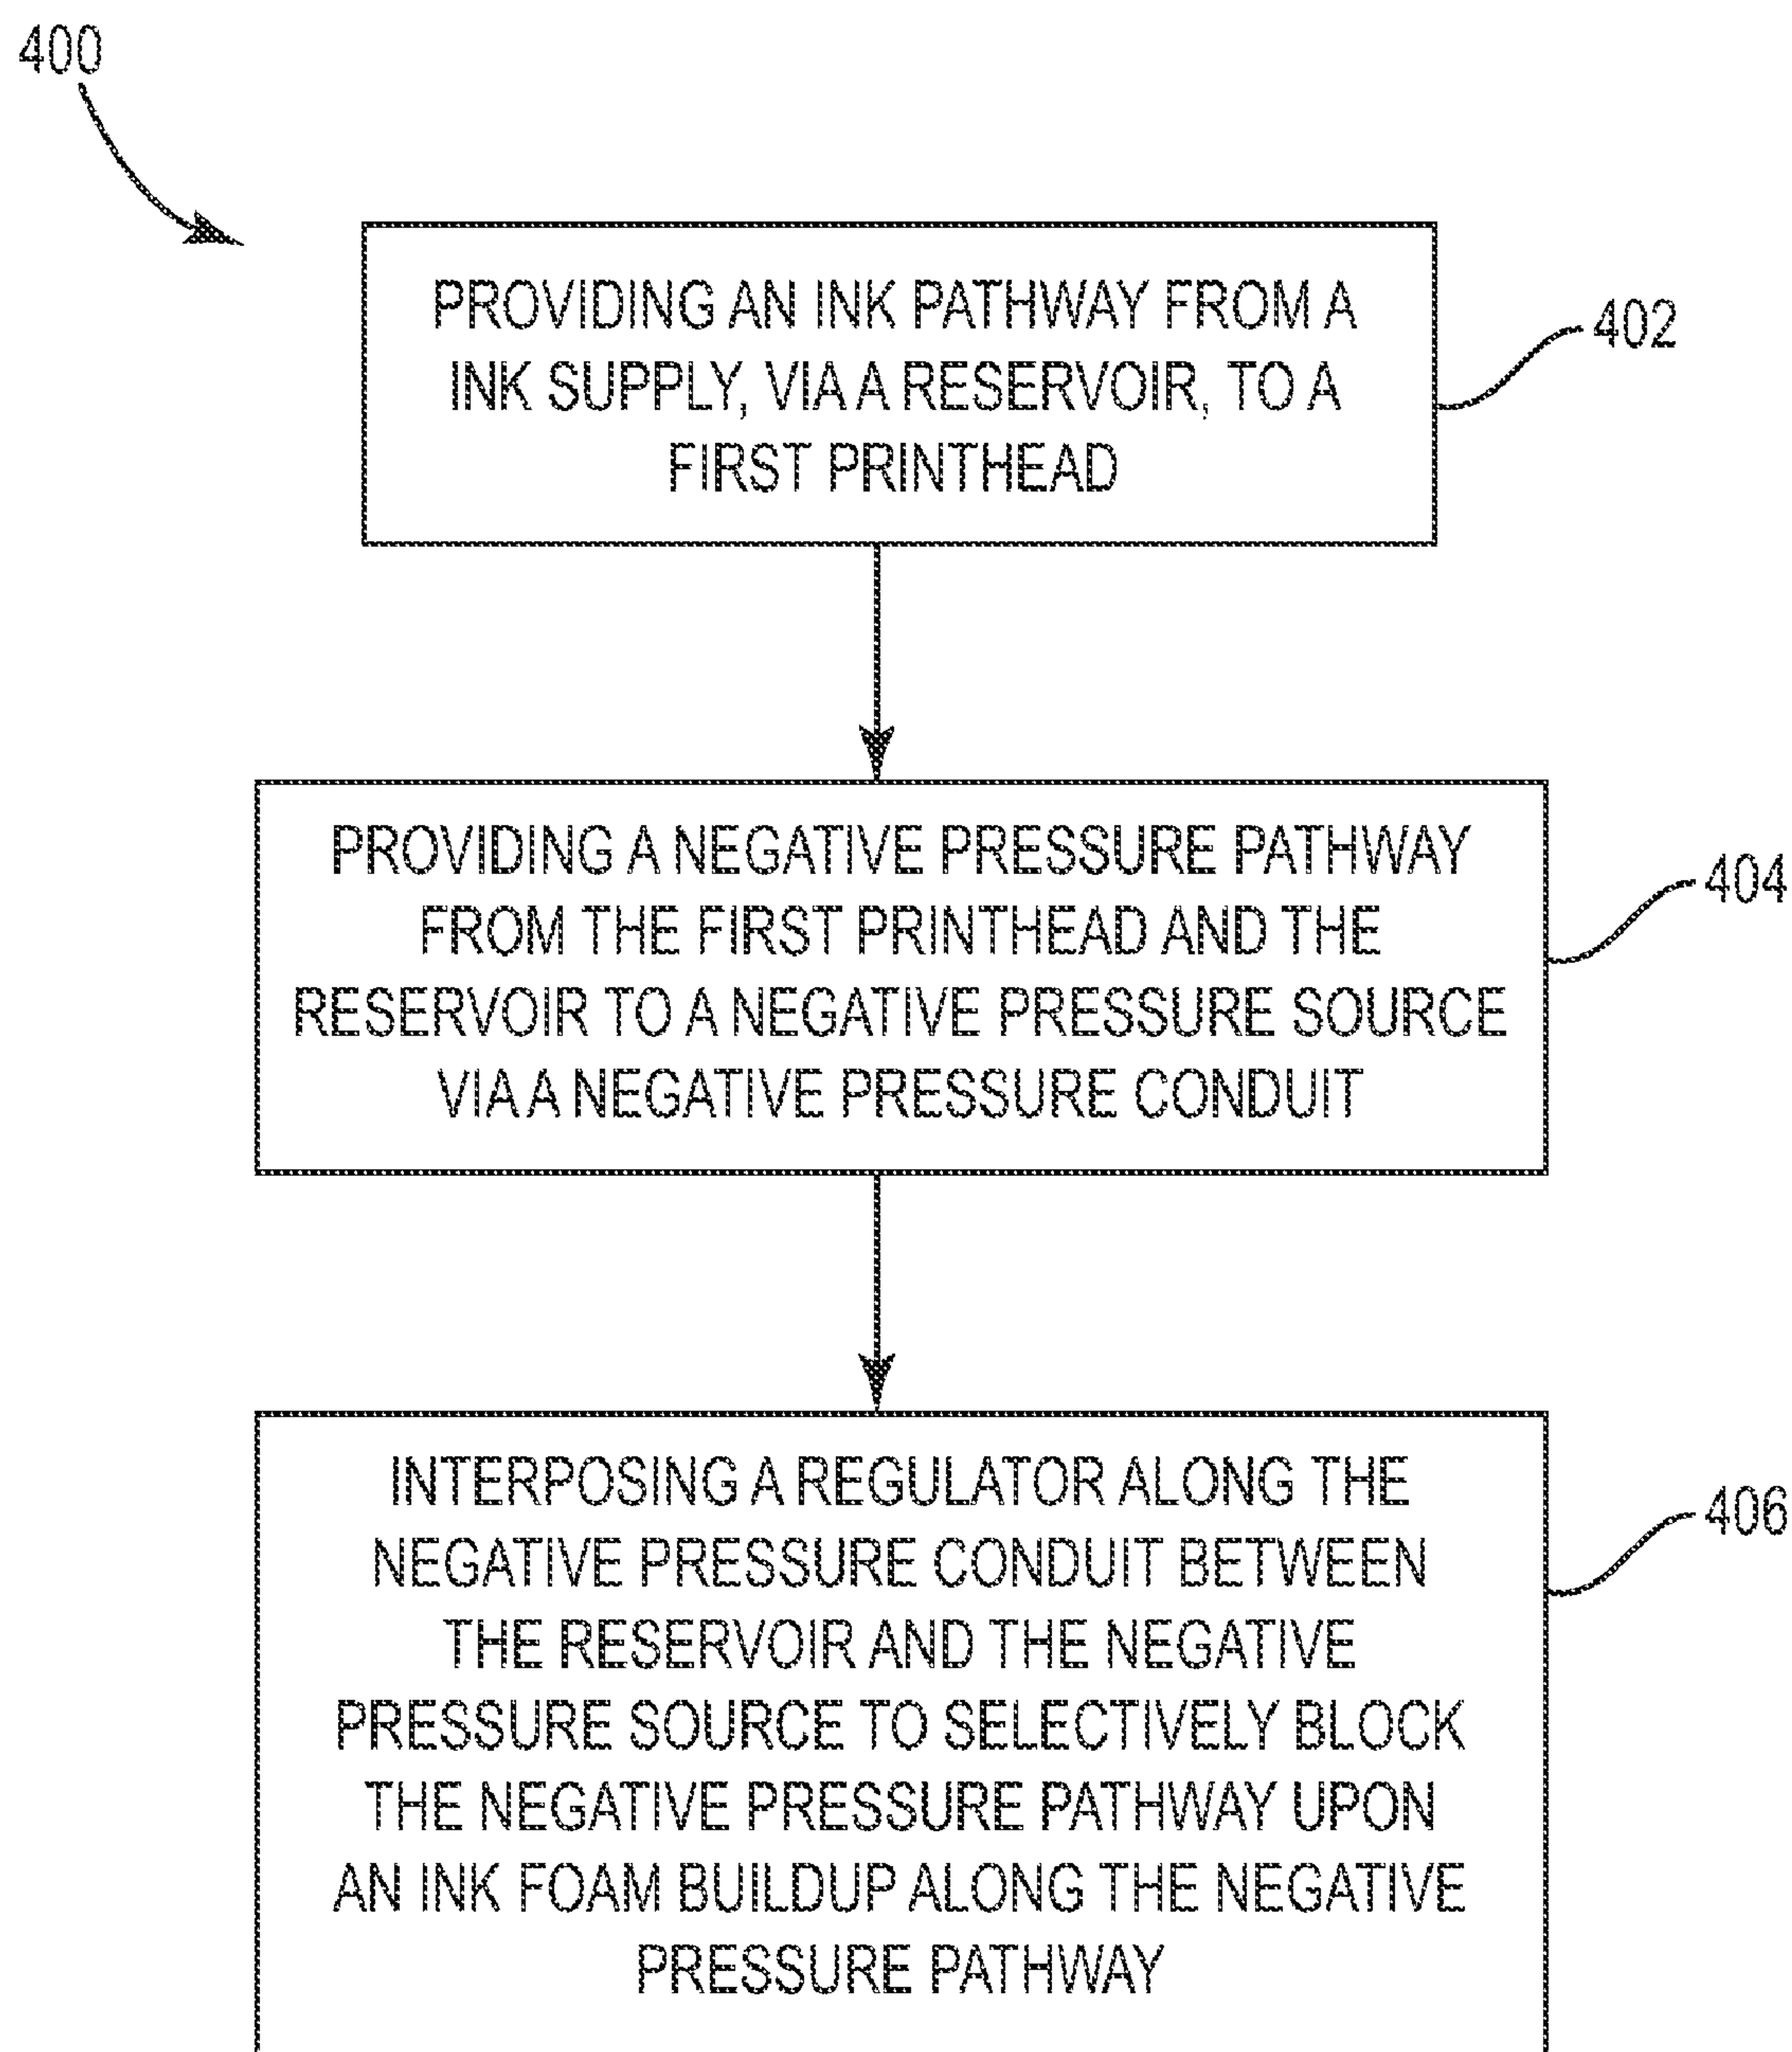 400
PROVIDING AN INK PATHWAY FROM A
INK SUPPLY, VIA A RESERVOIR, TO A
FIRST PRINTHEAD
402
PROVIDING A NEGATIVE PRESSURE PATHWAY
FROM THE FIRST PRINTHEAD AND THE
RESERVOIR TO A NEGATIVE PRESSURE SOURCE
VIA A NEGATIVE PRESSURE CONDUIT
404
INTERPOSING A REGULATOR ALONG THE
NEGATIVE PRESSURE CONDUIT BETWEEN
THE RESERVOIR AND THE NEGATIVE
PRESSURE SOURCE TO SELECTIVELY BLOCK
THE NEGATIVE PRESSURE PATHWAY UPON
AN INK FOAM BUILDUP ALONG THE NEGATIVE
PRESSURE PATHWAY
406